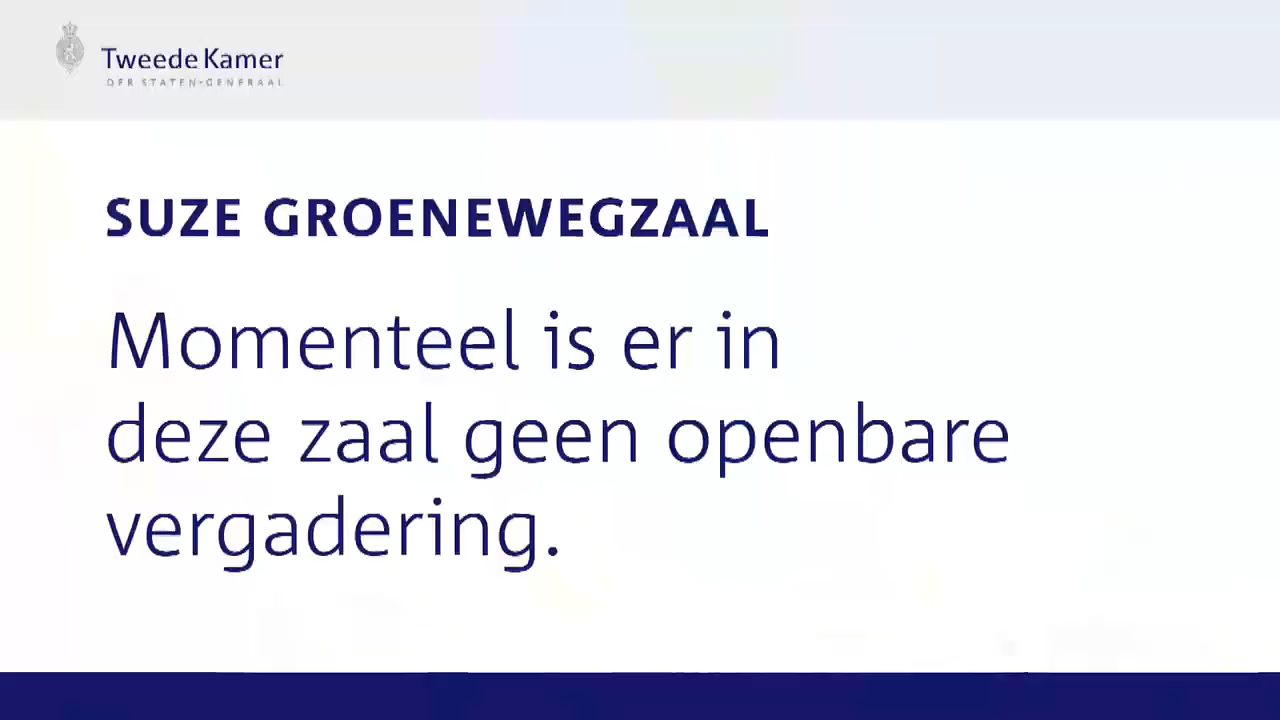 Tweede Kamer
DER STATEN-GENERAAL
SUZE GROENEWEGZAAL
Momenteel is er in
deze zaal geen openbare
vergadering.